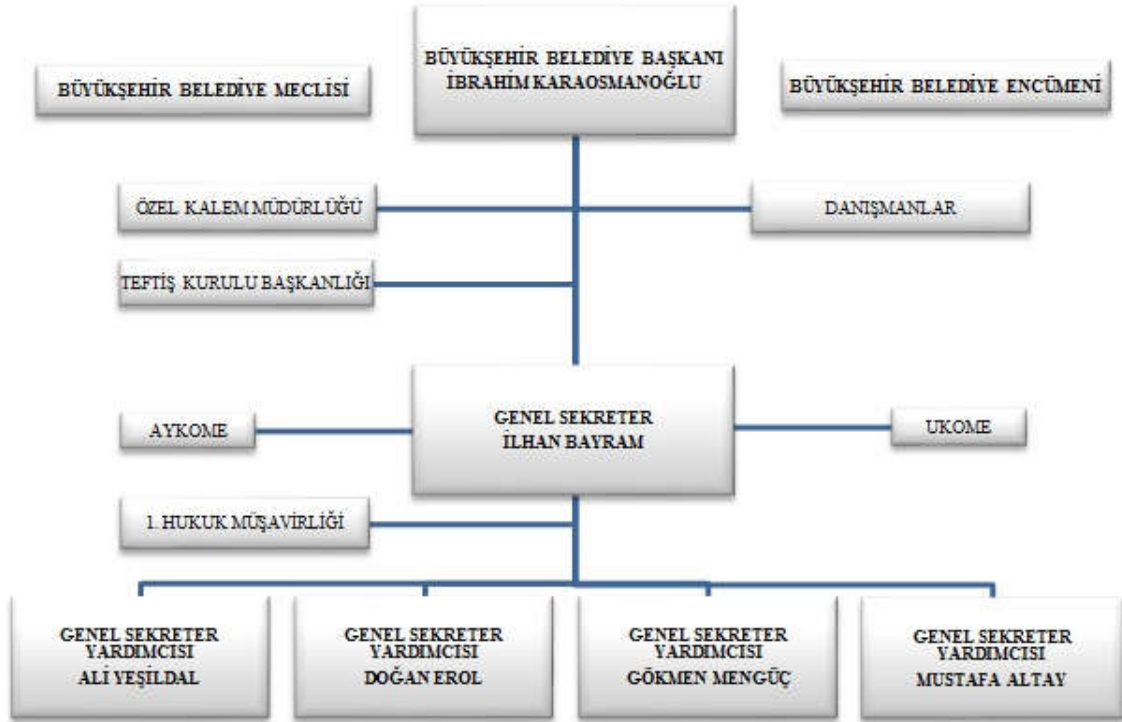 BÜYÜKŞEHİR BELEDİYE BAŞKANI
İBRAHİM KARAOSMANOĞLU
BÜYÜKŞEHİR BELEDİYE MECLİSİ
BÜYÜKŞEHİR BELEDİYE ENCÜMENİ
ÖZEL KALEM MÜDÜRLÜĞÜ
DANIŞMANLAR
TEFTİŞ KURULU BAŞKANLIĞI
GENEL SEKRETER
İLHAN BAYRAM
AYKOME
UKOME
1. HUKUK MÜŞAVİRLİĞİ
GENEL SEKRETER
YARDIMCISI
ALİ YEŞİLDAL
GENEL SEKRETER
YARDIMCISI
DOĞAN EROL
GENEL SEKRETER
YARDIMCISI
GÖKMEN MENGÜÇ
GENEL SEKRETER
YARDIMCISI
MUSTAFA ALTAY